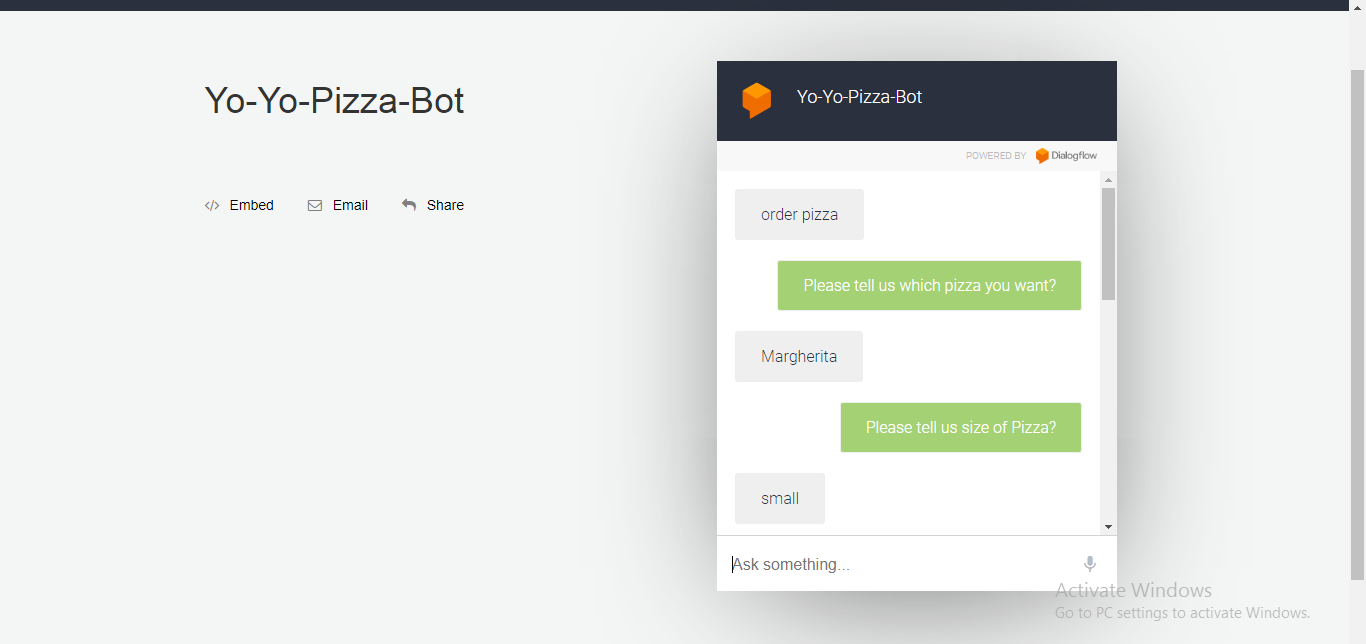 Yo-Yo-Pizza-Bot
</> Embed
Email
Share
Yo-Yo-Pizza-Bot
POWERED BY Dialogflow
order pizza
Please tell us which pizza you want?
Margherita
Please tell us size of Pizza?
small
Ask something...
Activate Windows
Go to PC settings to activate Windows.